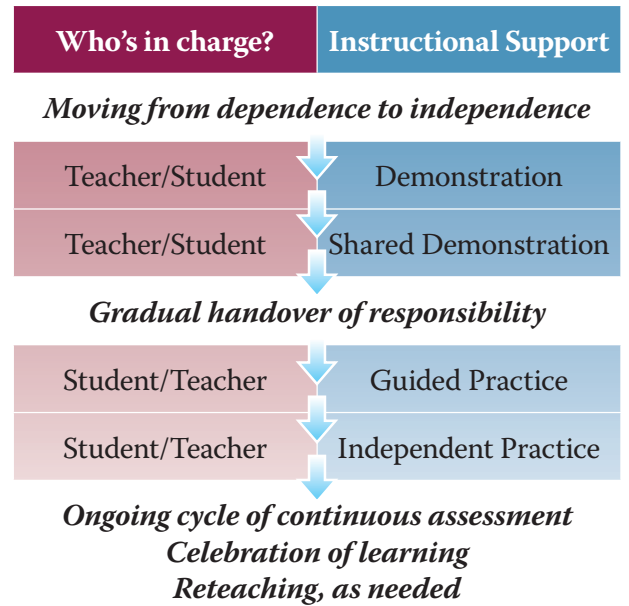 Who's in charge? Instructional Support
Moving from dependence to independence
Teacher/Student Demonstration
Teacher/Student Shared Demonstration
Gradual handover of responsibility
Student/Teacher Guided Practice
Student/Teacher Independent Practice
Ongoing cycle of continuous assessment
Celebration of learning
Reteaching, as needed